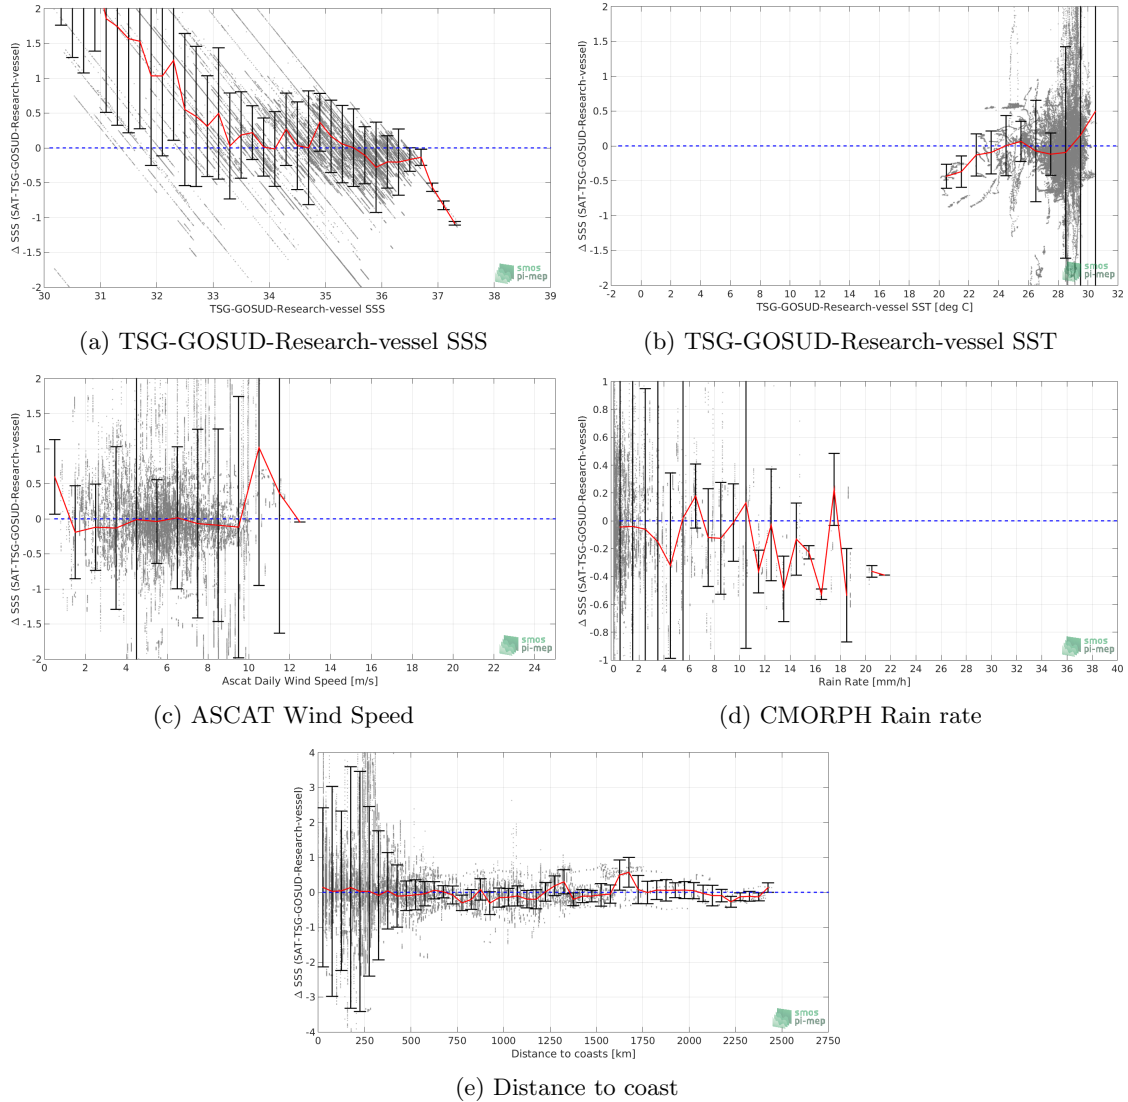 2
1.5
1
0.5
0
-0.5
-1
-1.5
-2
Δ SSS (SAT-TSG-GOSUD-Research-vessel)
30 31 32 33 34 35 36 37 38 39
TSG-GOSUD-Research-vessel SSS
smos
pi-mep
(a) TSG-GOSUD-Research-vessel SSS
2
1.5
1
0.5
0
-0.5
-1
-1.5
-2
Δ SSS (SAT-TSG-GOSUD-Research-vessel)
-2 0 2 4 6 8 10 12 14 16 18 20 22 24 26 28 30 32
TSG-GOSUD-Research-vessel SST [deg C]
smos
pi-mep
(b) TSG-GOSUD-Research-vessel SST
2
1.5
1
0.5
0
-0.5
-1
-1.5
-2
Δ SSS (SAT-TSG-GOSUD-Research-vessel)
0 2 4 6 8 10 12 14 16 18 20 22 24
Ascat Daily Wind Speed [m/s]
smos
pi-mep
(c) ASCAT Wind Speed
1
0.8
0.6
0.4
0.2
0
-0.2
-0.4
-0.6
-0.8
-1
Δ SSS (SAT-TSG-GOSUD-Research-vessel)
0 2 4 6 8 10 12 14 16 18 20 22 24 26 28 30 32 34 36 38 40
Rain Rate [mm/h]
smos
pi-mep
(d) CMORPH Rain rate
4
3
2
1
0
-1
-2
-3
-4
Δ SSS (SAT-TSG-GOSUD-Research-vessel)
0 250 500 750 1000 1250 1500 1750 2000 2250 2500 2750
Distance to coasts [km]
smos
pi-mep
(e) Distance to coast